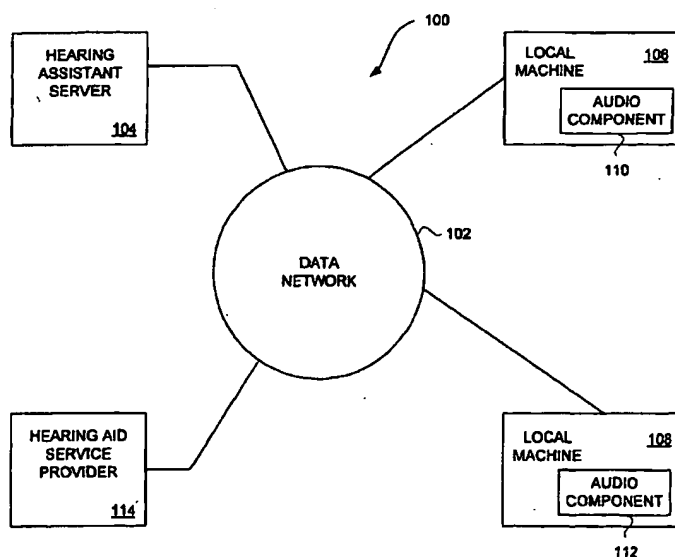 100
HEARING
ASSISTANT
SERVER
104
LOCAL
MACHINE
106
AUDIO
COMPONENT
110
102
DATA
NETWORK
HEARING AID
SERVICE
PROVIDER
114
LOCAL
MACHINE
108
AUDIO
COMPONENT
112